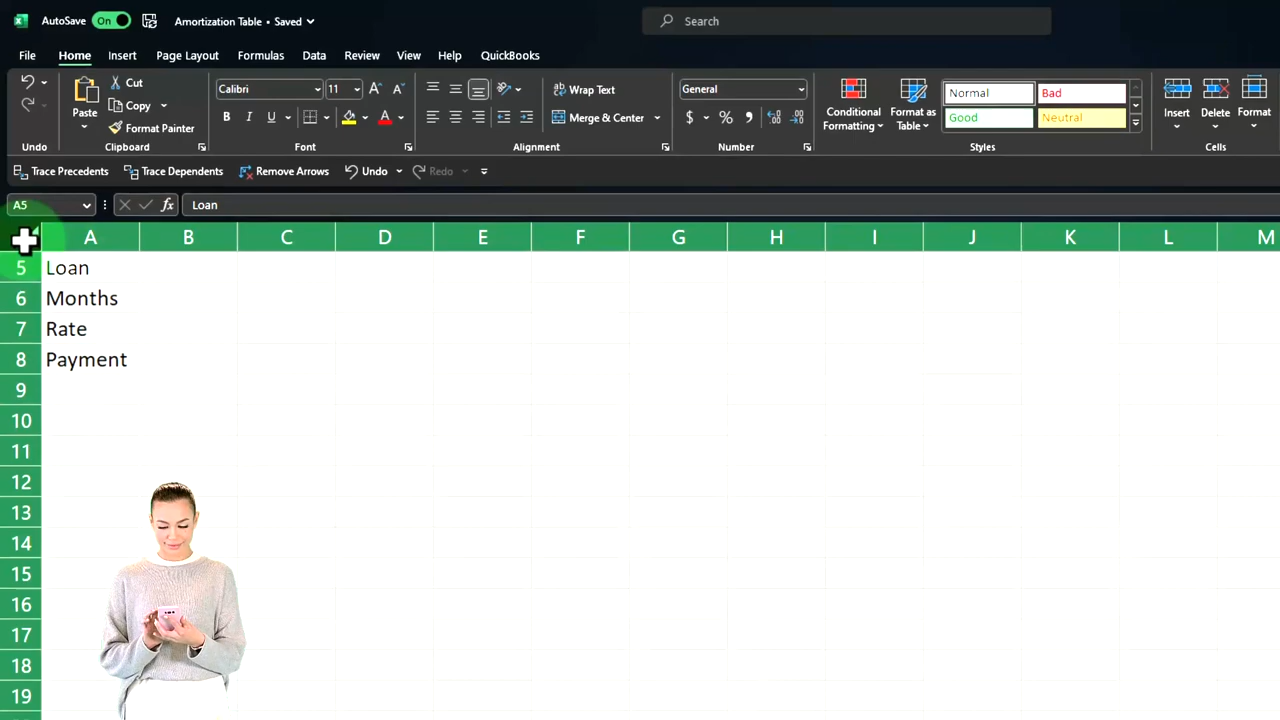 AutoSave On Amortization Table • Saved Search
File Home Insert Page Layout Formulas Data Review View Help QuickBooks
Cut
Copy
Format Painter
Paste
Calibri 11
B I U
Wrap Text
Merge & Center
General
$ % ,
Conditional Formatting
Format as Table
Normal Bad
Good Neutral
Insert Delete Format
Undo Clipboard Font Alignment Number Styles Cells
Trace Precedents Trace Dependents Remove Arrows Undo Redo
A5 fx Loan
A B C D E F G H I J K L M
5 Loan
6 Months
7 Rate
8 Payment
9
10
11
12
13
14
15
16
17
18
19